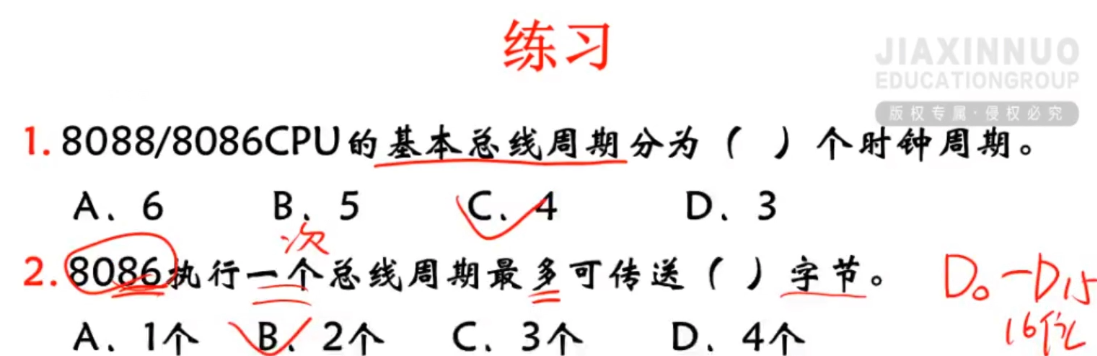 练习
JIAXINNUO
EDUCATIONGROUP
版权专属·侵权必究
1. 8088/8086CPU的基本总线周期分为（ ）个时钟周期。
A、6 B、5 C、4 D、3
次
2. 8086执行一个总线周期最多可传送（ ）字节。
D₀-D₁₅
A、1个 B、2个 C、3个 D、4个
16位